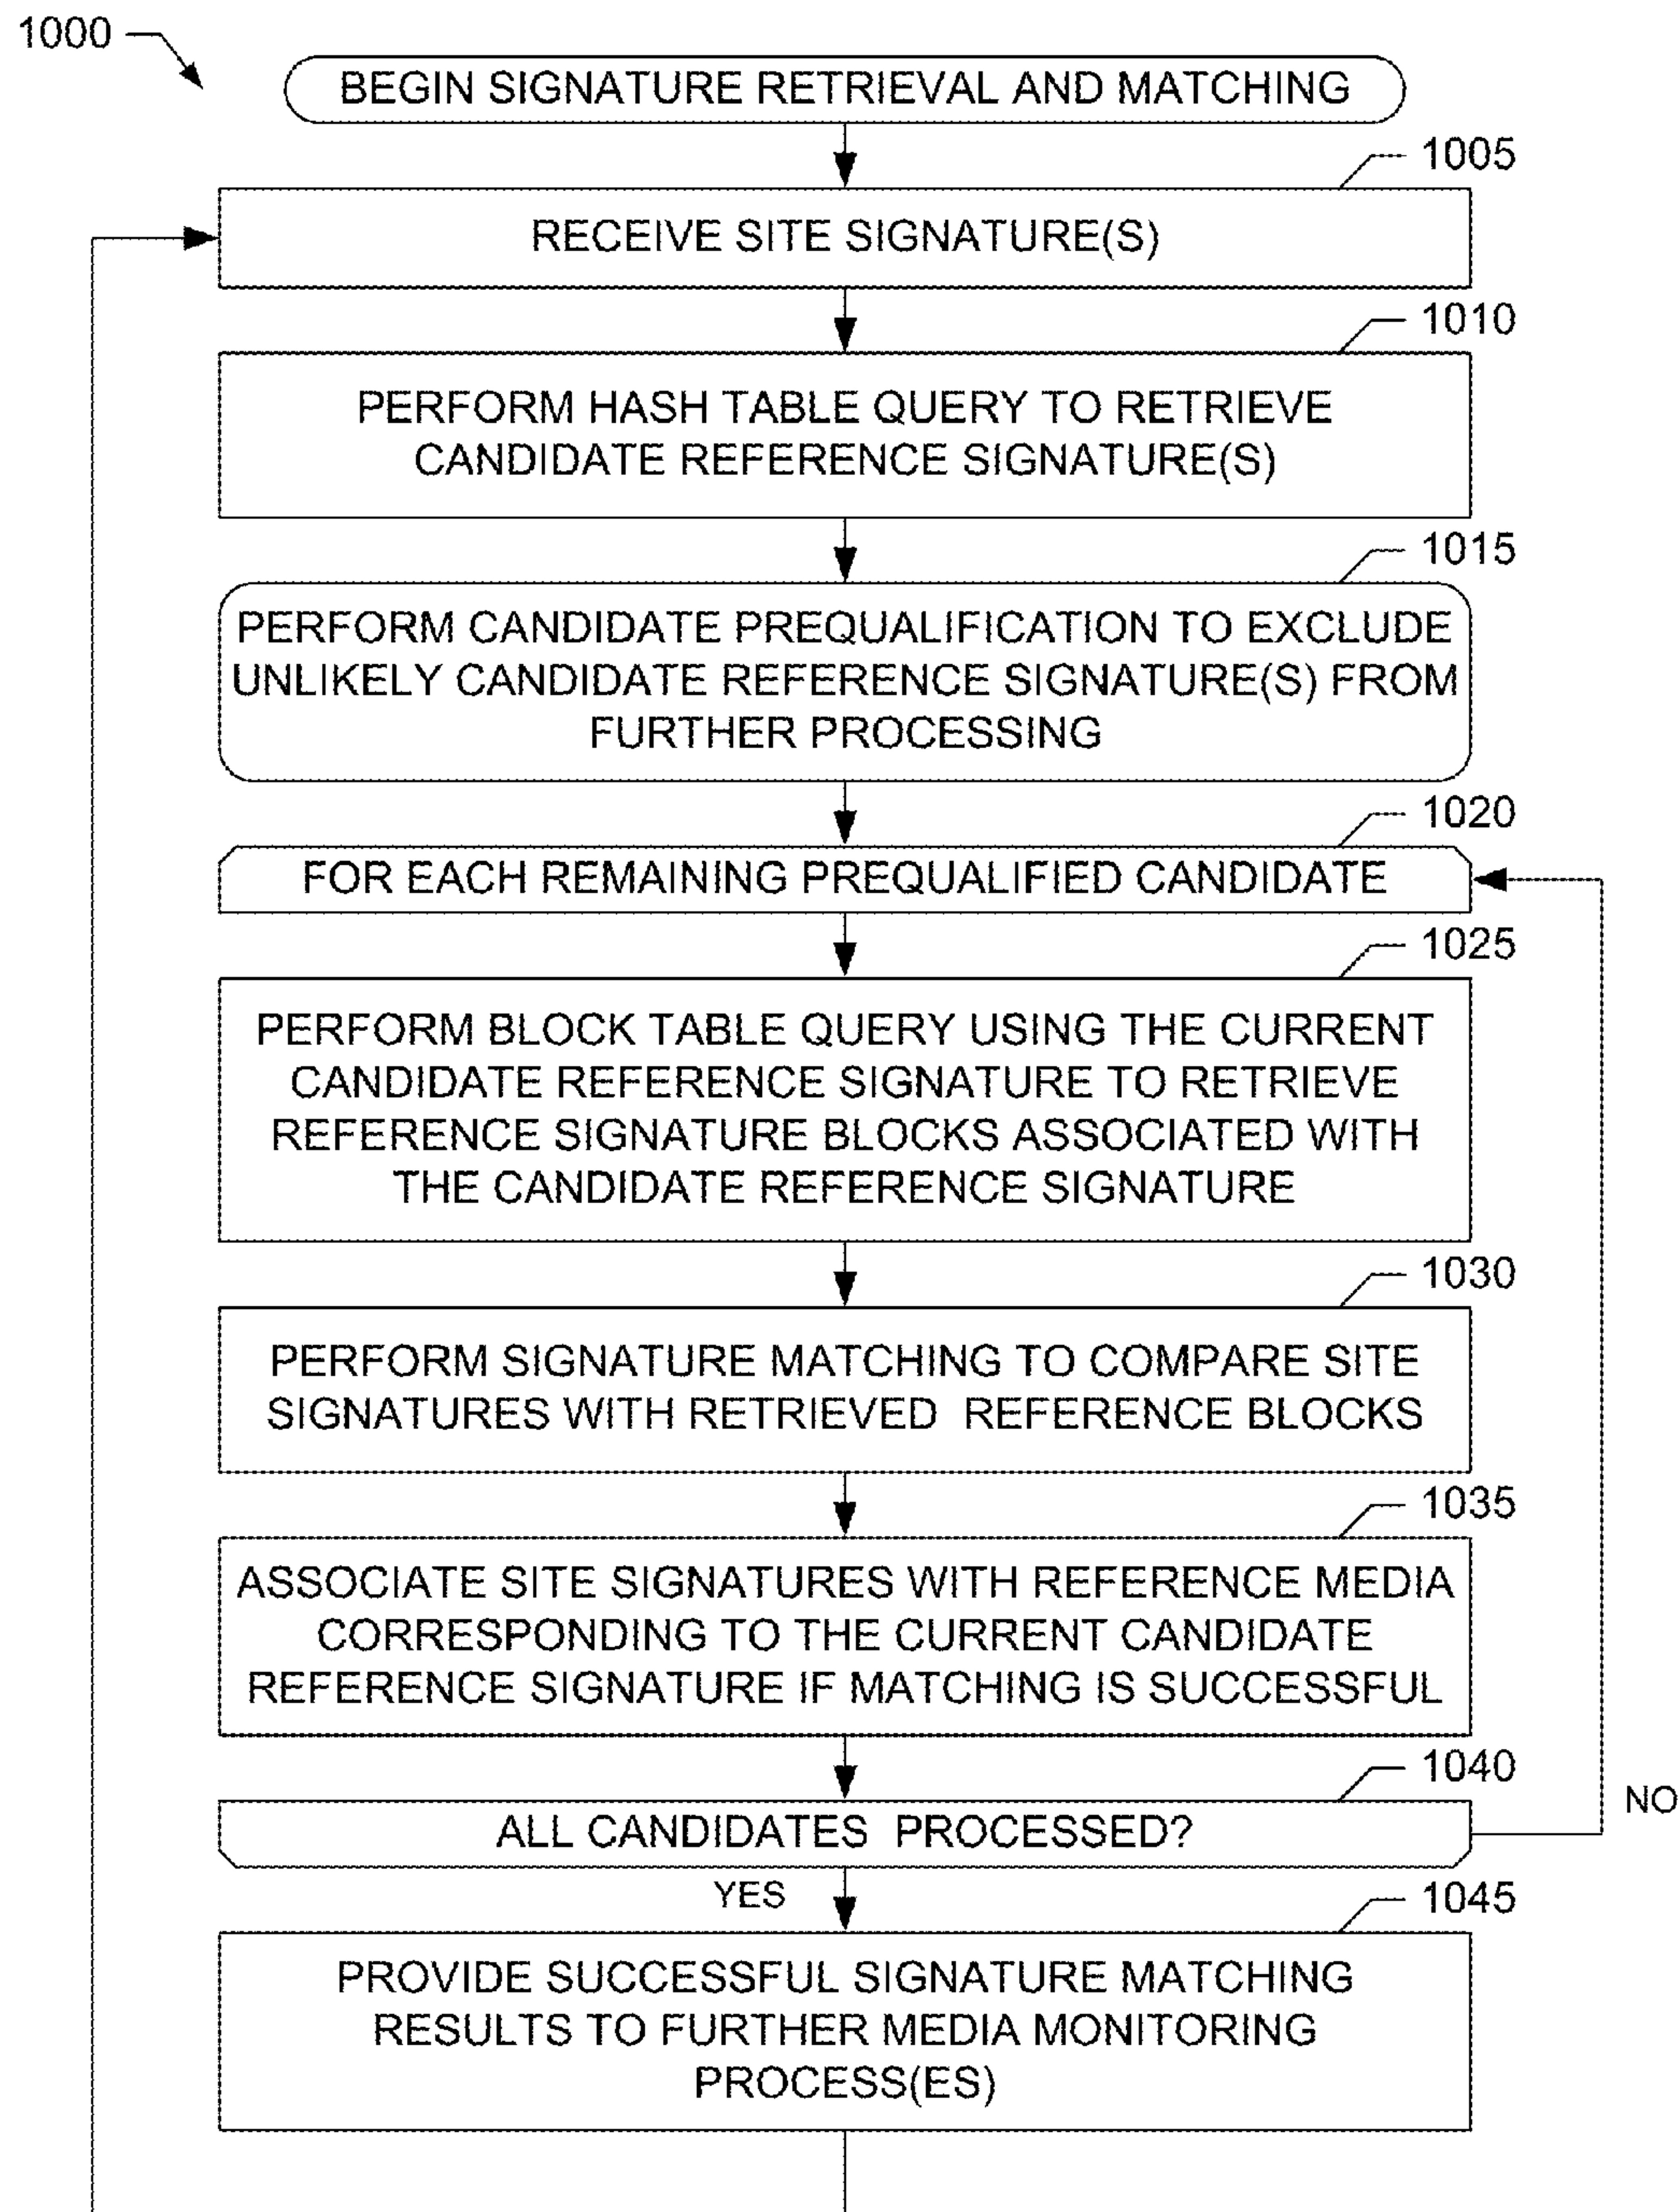 1000
BEGIN SIGNATURE RETRIEVAL AND MATCHING
1005
RECEIVE SITE SIGNATURE(S)
1010
PERFORM HASH TABLE QUERY TO RETRIEVE
CANDIDATE REFERENCE SIGNATURE(S)
1015
PERFORM CANDIDATE PREQUALIFICATION TO EXCLUDE
UNLIKELY CANDIDATE REFERENCE SIGNATURE(S) FROM
FURTHER PROCESSING
1020
FOR EACH REMAINING PREQUALIFIED CANDIDATE
1025
PERFORM BLOCK TABLE QUERY USING THE CURRENT
CANDIDATE REFERENCE SIGNATURE TO RETRIEVE
REFERENCE SIGNATURE BLOCKS ASSOCIATED WITH
THE CANDIDATE REFERENCE SIGNATURE
1030
PERFORM SIGNATURE MATCHING TO COMPARE SITE
SIGNATURES WITH RETRIEVED REFERENCE BLOCKS
1035
ASSOCIATE SITE SIGNATURES WITH REFERENCE MEDIA
CORRESPONDING TO THE CURRENT CANDIDATE
REFERENCE SIGNATURE IF MATCHING IS SUCCESSFUL
1040
NO
ALL CANDIDATES PROCESSED?
YES
1045
PROVIDE SUCCESSFUL SIGNATURE MATCHING
RESULTS TO FURTHER MEDIA MONITORING
PROCESS(ES)